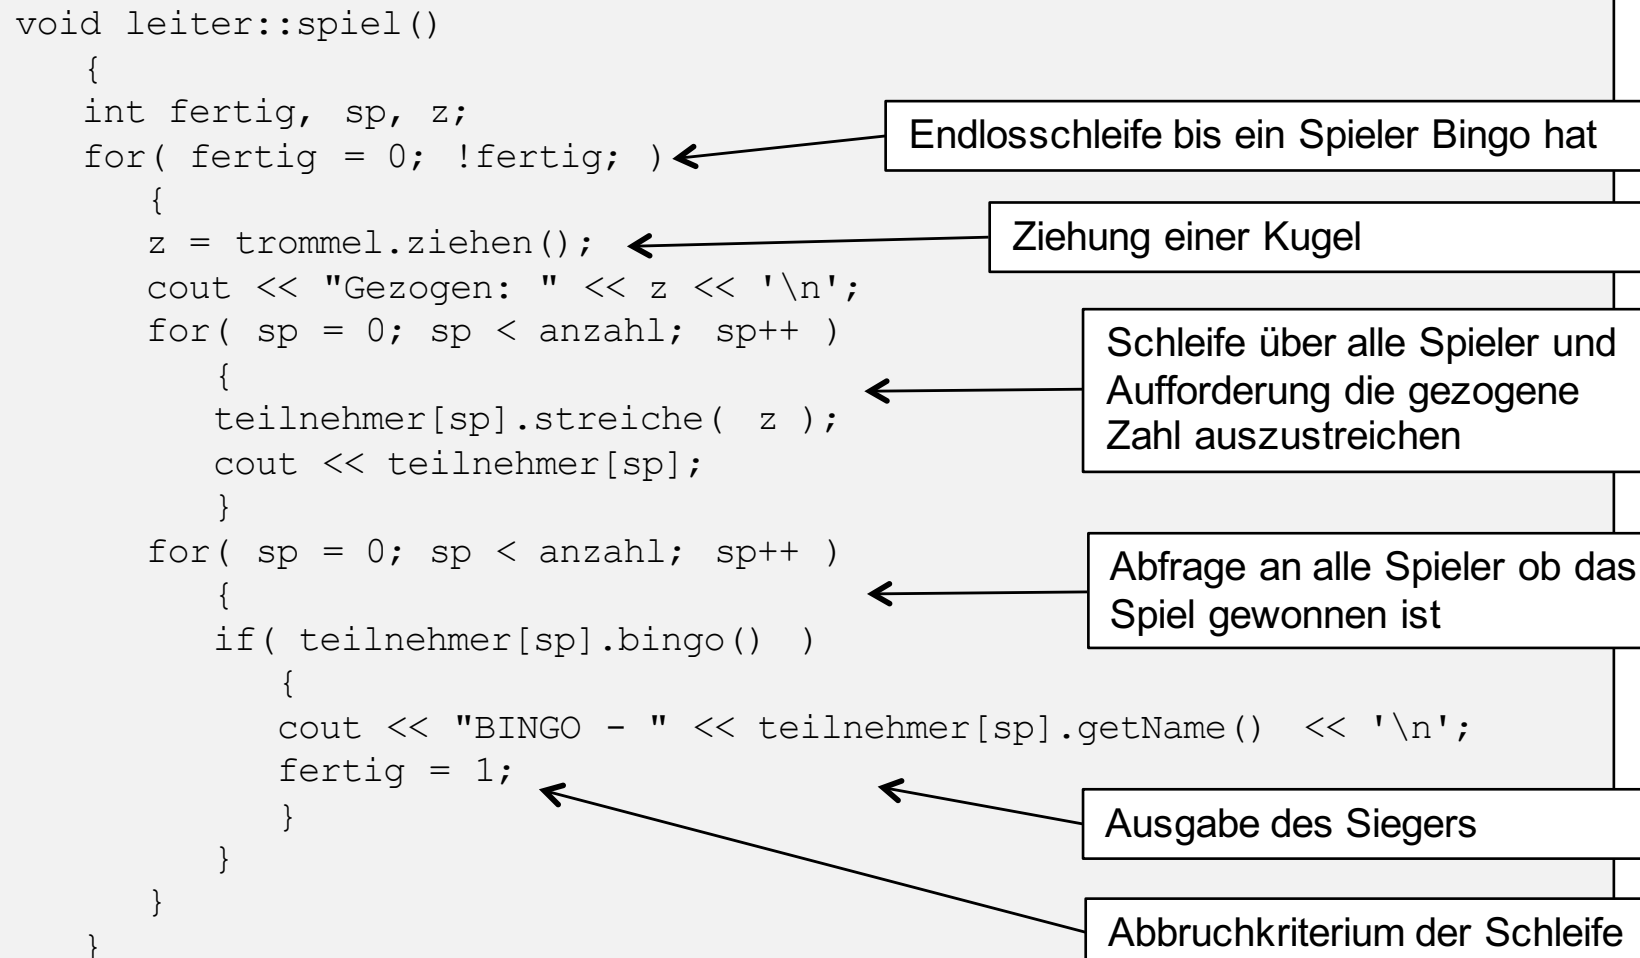 void leiter::spiel()
{
int fertig, sp, z;
for( fertig = 0; !fertig; )
Endlosschleife bis ein Spieler Bingo hat
{
z = trommel.ziehen();
Ziehung einer Kugel
cout << "Gezogen: " << z << '\n';
for( sp = 0; sp < anzahl; sp++ )
{
teilnehmer[sp].streiche( z );
cout << teilnehmer[sp];
}
Schleife über alle Spieler und
Aufforderung die gezogene
Zahl auszustreichen
for( sp = 0; sp < anzahl; sp++ )
{
Abfrage an alle Spieler ob das
Spiel gewonnen ist
if( teilnehmer[sp].bingo() )
{
cout << "BINGO - " << teilnehmer[sp].getName() << '\n';
fertig = 1;
}
Ausgabe des Siegers
}
}
}
Abbruchkriterium der Schleife